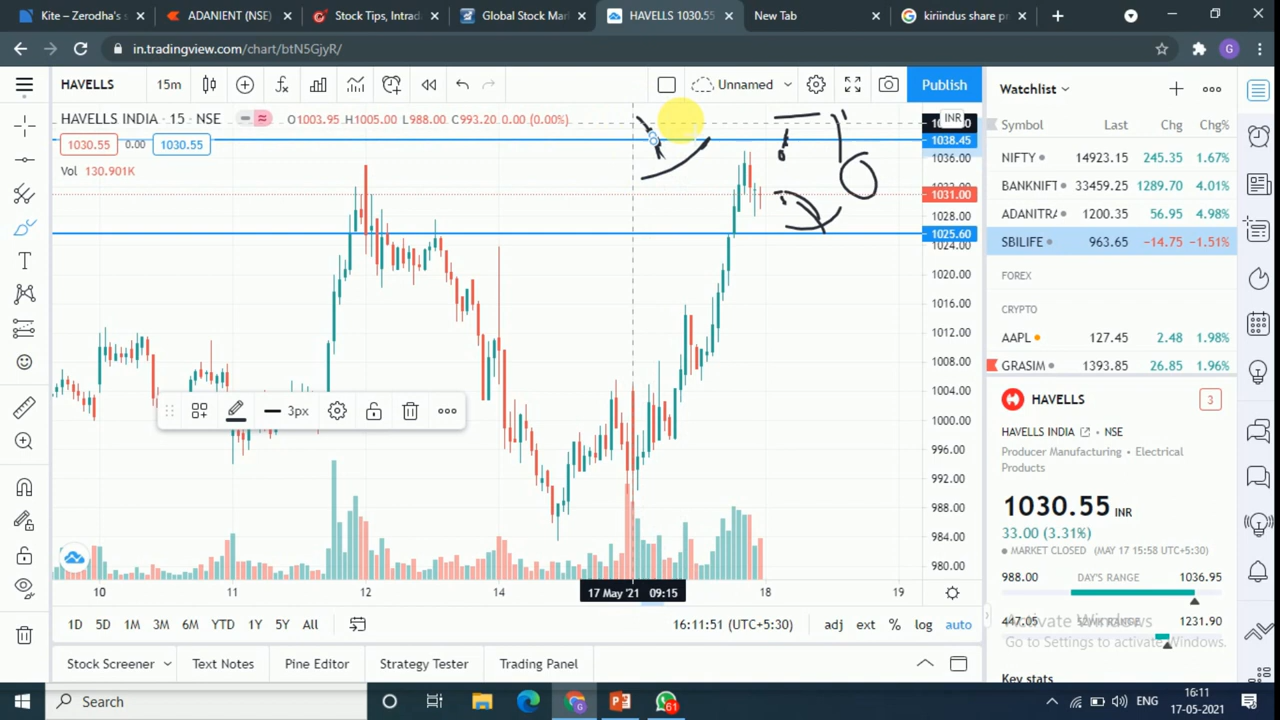 Kite – Zerodha's
ADANIENT (NSE)
Stock Tips, Intrad
Global Stock Mar
HAVELLS 1030.55
New Tab
kiriindus share pr
in.tradingview.com/chart/btN5GjyR/
G
HAVELLS
15m
Unnamed
Publish
Watchlist
HAVELLS INDIA · 15 · NSE
O1003.95 H1005.00 L988.00 C993.20 0.00 (0.00%)
INR
1030.55
0.00
1030.55
Vol 130.901K
1038.45
1036.00
1031.00
1028.00
1025.60
1024.00
1020.00
1016.00
1012.00
1008.00
1004.00
1000.00
996.00
992.00
988.00
984.00
980.00
3px
10
11
12
14
17 May '21 09:15
18
19
1D
5D
1M
3M
6M
YTD
1Y
5Y
All
16:11:51 (UTC+5:30)
adj
ext
%
log
auto
Stock Screener
Text Notes
Pine Editor
Strategy Tester
Trading Panel
Symbol Last Chg Chg%
NIFTY 14923.15 245.35 1.67%
BANKNIFT 33459.25 1289.70 4.01%
ADANITRA 1200.35 56.95 4.98%
SBILIFE 963.65 −14.75 −1.51%
FOREX
CRYPTO
AAPL 127.45 2.48 1.98%
GRASIM 1393.85 26.85 1.96%
HAVELLS
3
HAVELLS INDIA · NSE
Producer Manufacturing • Electrical
Products
1030.55 INR
33.00 (3.31%)
MARKET CLOSED (MAY 17 15:58 UTC+5:30)
988.00 DAY'S RANGE 1036.95
447.05 52WK RANGE 1231.90
Activate Windows
Go to Settings to activate Windows.
Key stats
Search
61
ENG
16:11
17-05-2021